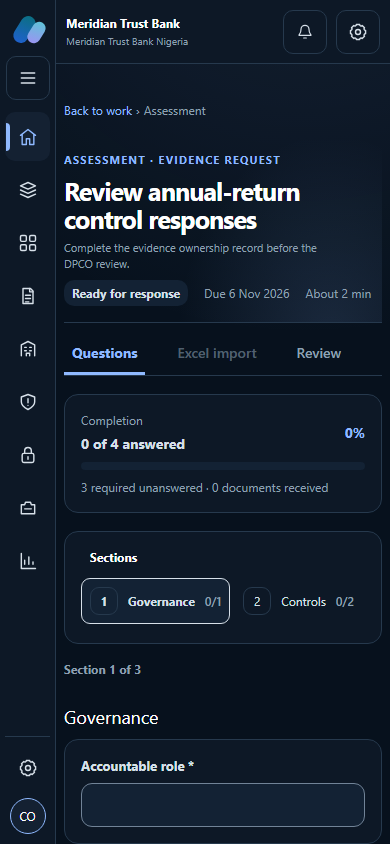 Meridian Trust Bank
Meridian Trust Bank Nigeria
Back to work › Assessment
ASSESSMENT · EVIDENCE REQUEST
Review annual-return
control responses
Complete the evidence ownership record before the
DPCO review.
Ready for response Due 6 Nov 2026 About 2 min
Questions Excel import Review
Completion
0 of 4 answered
0%
3 required unanswered · 0 documents received
Sections
1 Governance 0/1 2 Controls 0/2
Section 1 of 3
Governance
Accountable role *
CO